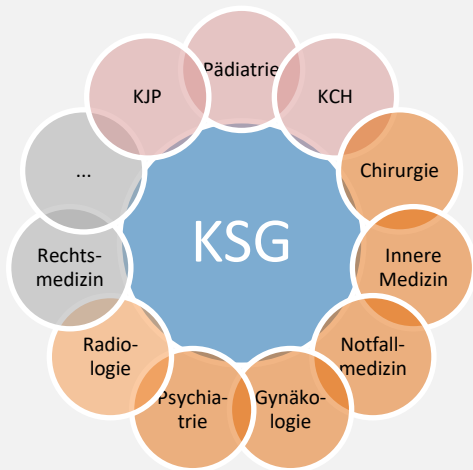 Pädiatrie
KCH
Chirurgie
Innere
Medizin
Notfall-
medizin
Gynäko-
logie
Psychia-
trie
Radio-
logie
Rechts-
medizin
...
KJP
KSG